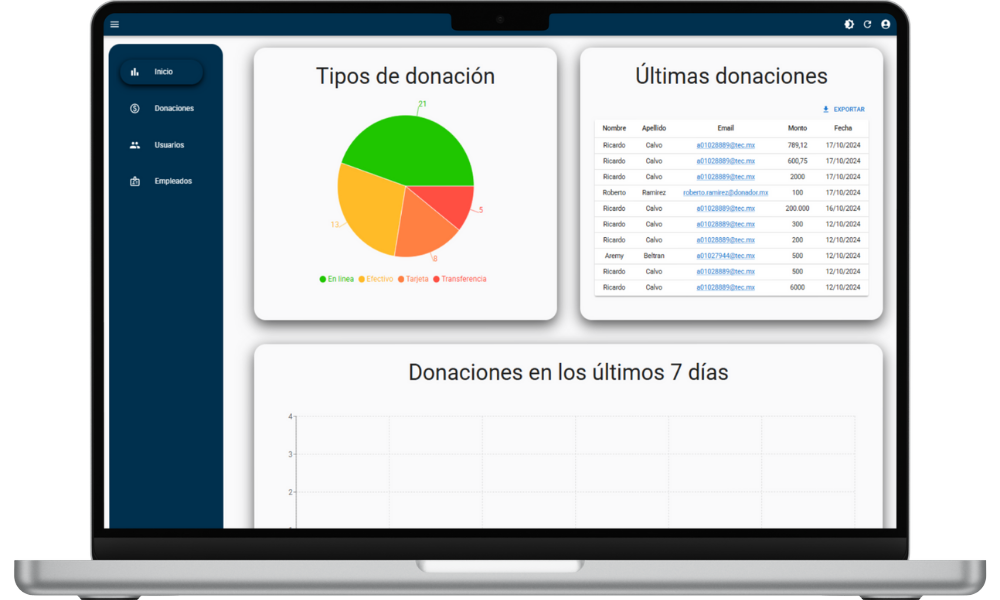 Inicio
Donaciones
Usuarios
Empleados
Tipos de donación
21
5
8
13
En línea Efectivo Tarjeta Transferencia
Últimas donaciones
EXPORTAR
Nombre Apellido Email Monto Fecha
Ricardo Calvo a01028889@tec.mx 789,12 17/10/2024
Ricardo Calvo a01028889@tec.mx 600,75 17/10/2024
Ricardo Calvo a01028889@tec.mx 2000 17/10/2024
Roberto Ramirez roberto.ramirez@donador.mx 100 17/10/2024
Ricardo Calvo a01028889@tec.mx 200.000 16/10/2024
Ricardo Calvo a01028889@tec.mx 300 12/10/2024
Ricardo Calvo a01028889@tec.mx 200 12/10/2024
Aremy Beltran a01027944@tec.mx 500 12/10/2024
Ricardo Calvo a01028889@tec.mx 500 12/10/2024
Ricardo Calvo a01028889@tec.mx 6000 12/10/2024
Donaciones en los últimos 7 días
4
3
2